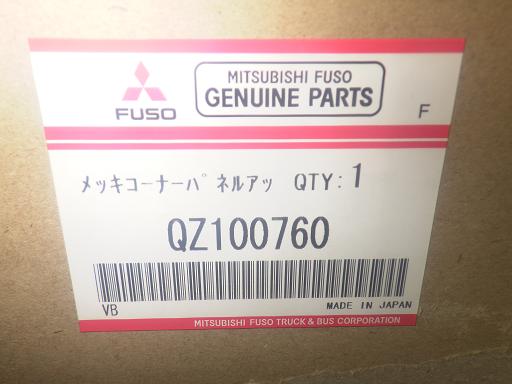 FUSO
MITSUBISHI FUSO
GENUINE PARTS
F
メッキコーナーパネルアッ QTY: 1
QZ100760
VB
MADE IN JAPAN
MITSUBISHI FUSO TRUCK & BUS CORPORATION